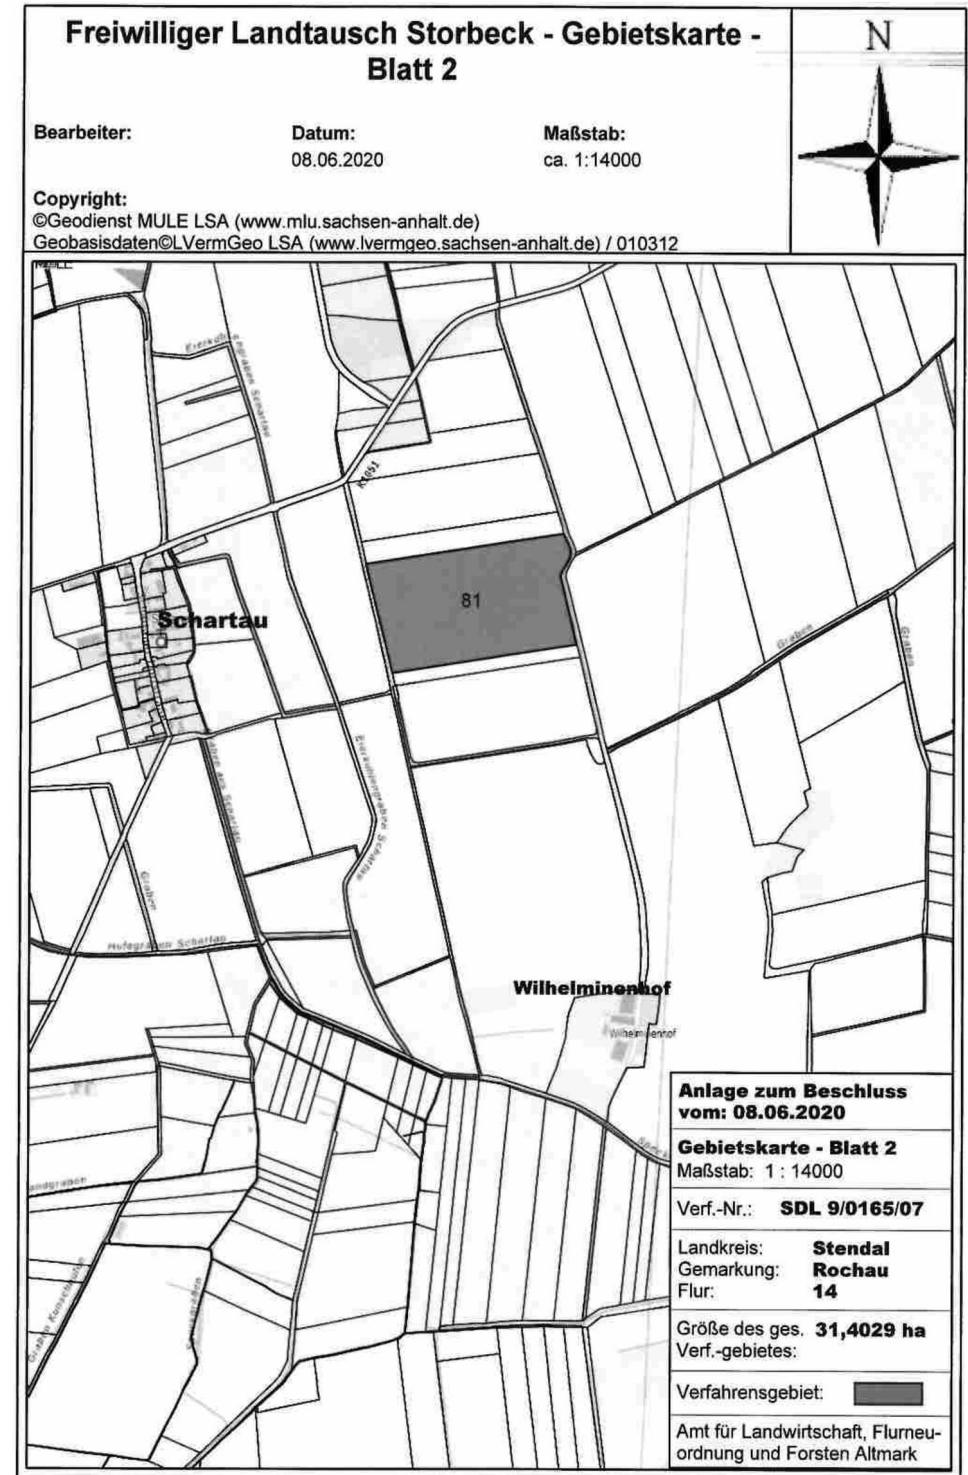 Freiwilliger Landtausch Storbeck - Gebietskarte -
Blatt 2
N
Bearbeiter:
Datum:
Maßstab:
08.06.2020
ca. 1:14000
Copyright:
©Geodienst MULE LSA (www.mlu.sachsen-anhalt.de)
Geobasisdaten©LVermGeo LSA (www.lvermgeo.sachsen-anhalt.de) / 010312
K1051
81
Schartau
Graben
Graben
Eierkuhlengraben Schartau
Graben
Hufegraben Schartau
Wilhelminenhof
Wilhelminenhof
Anlage zum Beschluss
vom: 08.06.2020
Gebietskarte - Blatt 2
Maßstab: 1 : 14000
Verf.-Nr.: SDL 9/0165/07
Landkreis: Stendal
Gemarkung: Rochau
Flur: 14
Größe des ges. 31,4029 ha
Verf.-gebietes:
Verfahrensgebiet:
Amt für Landwirtschaft, Flurneu-
ordnung und Forsten Altmark